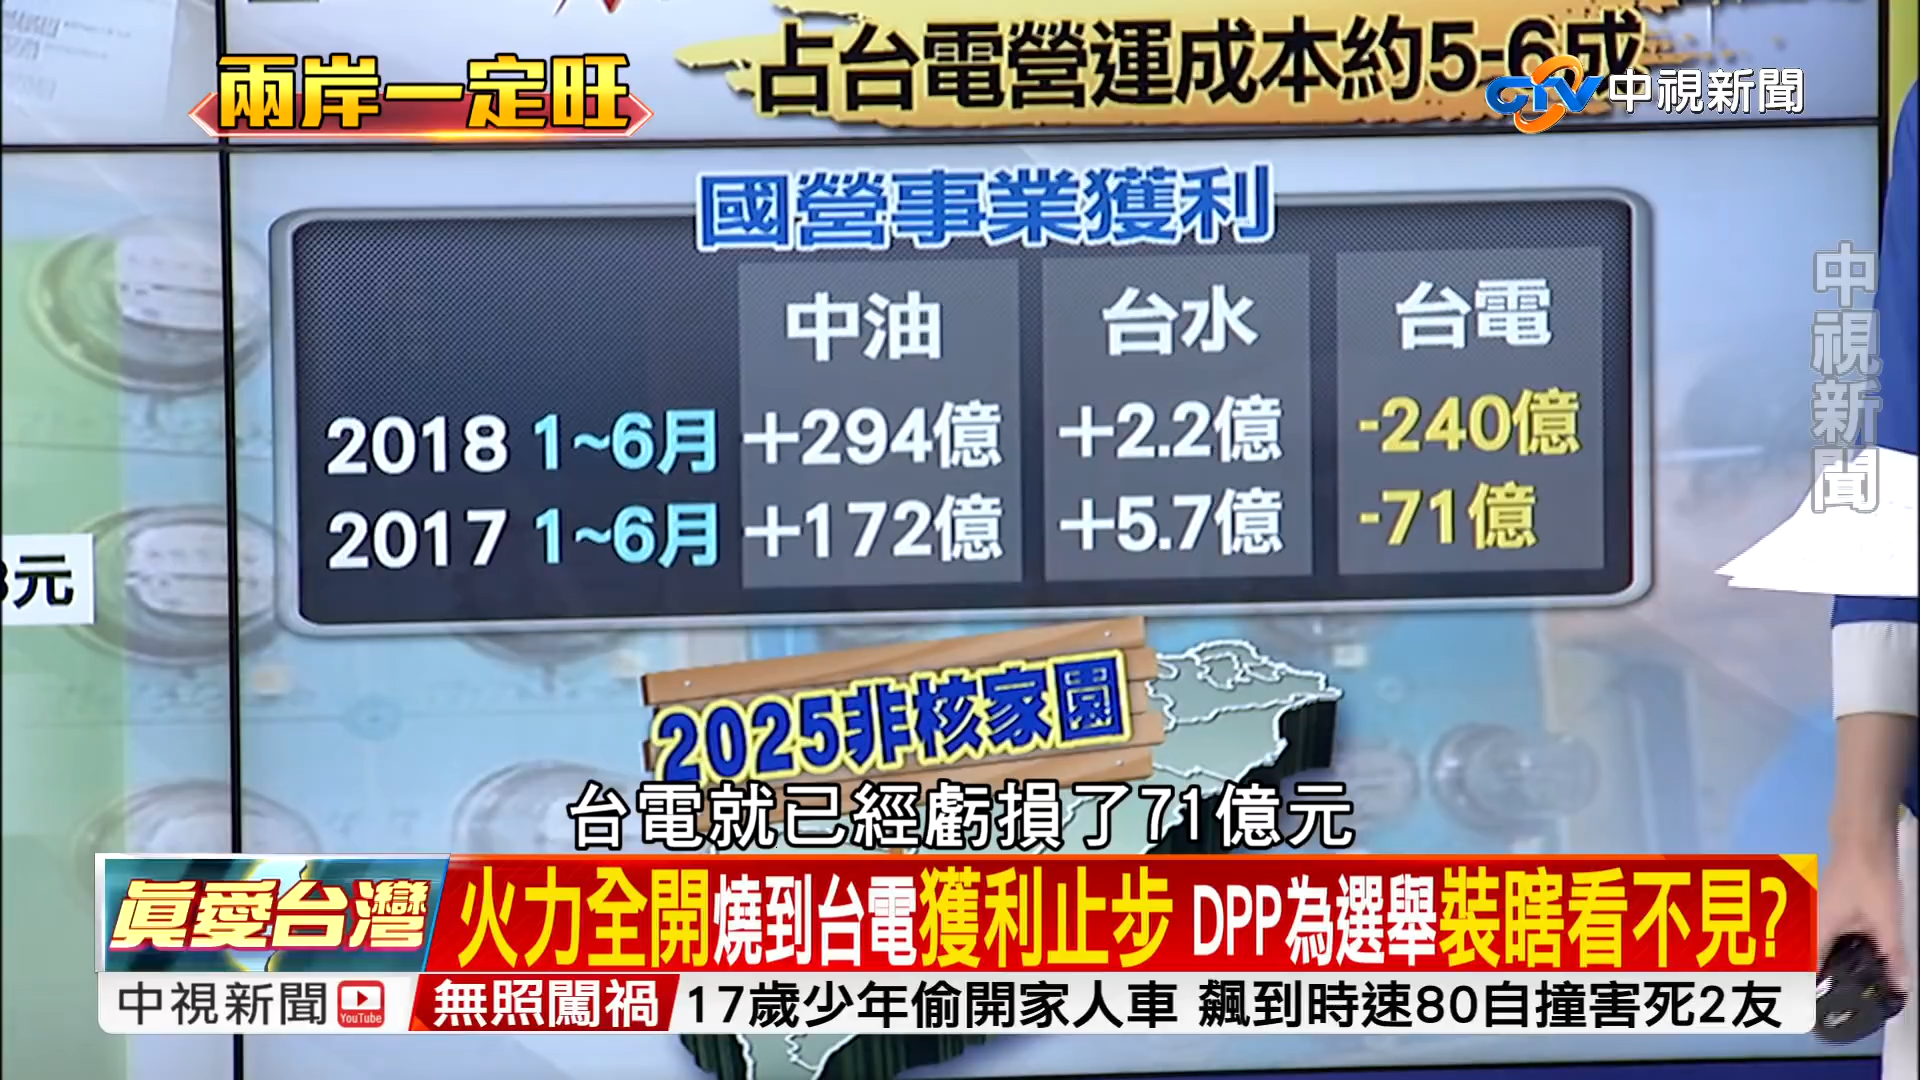 占台電營運成本約5-6成
兩岸一定旺
CTV中視新聞
國營事業獲利
中油 台水 台電
2018 1~6月 +294億 +2.2億 -240億
2017 1~6月 +172億 +5.7億 -71億
中視新聞
元
2025非核家園
台電就已經虧損了71億元
真愛台灣 火力全開燒到台電獲利止步 DPP為選舉裝瞎看不見?
中視新聞 YouTube 無照闖禍 17歲少年偷開家人車 飆到時速80自撞害死2友